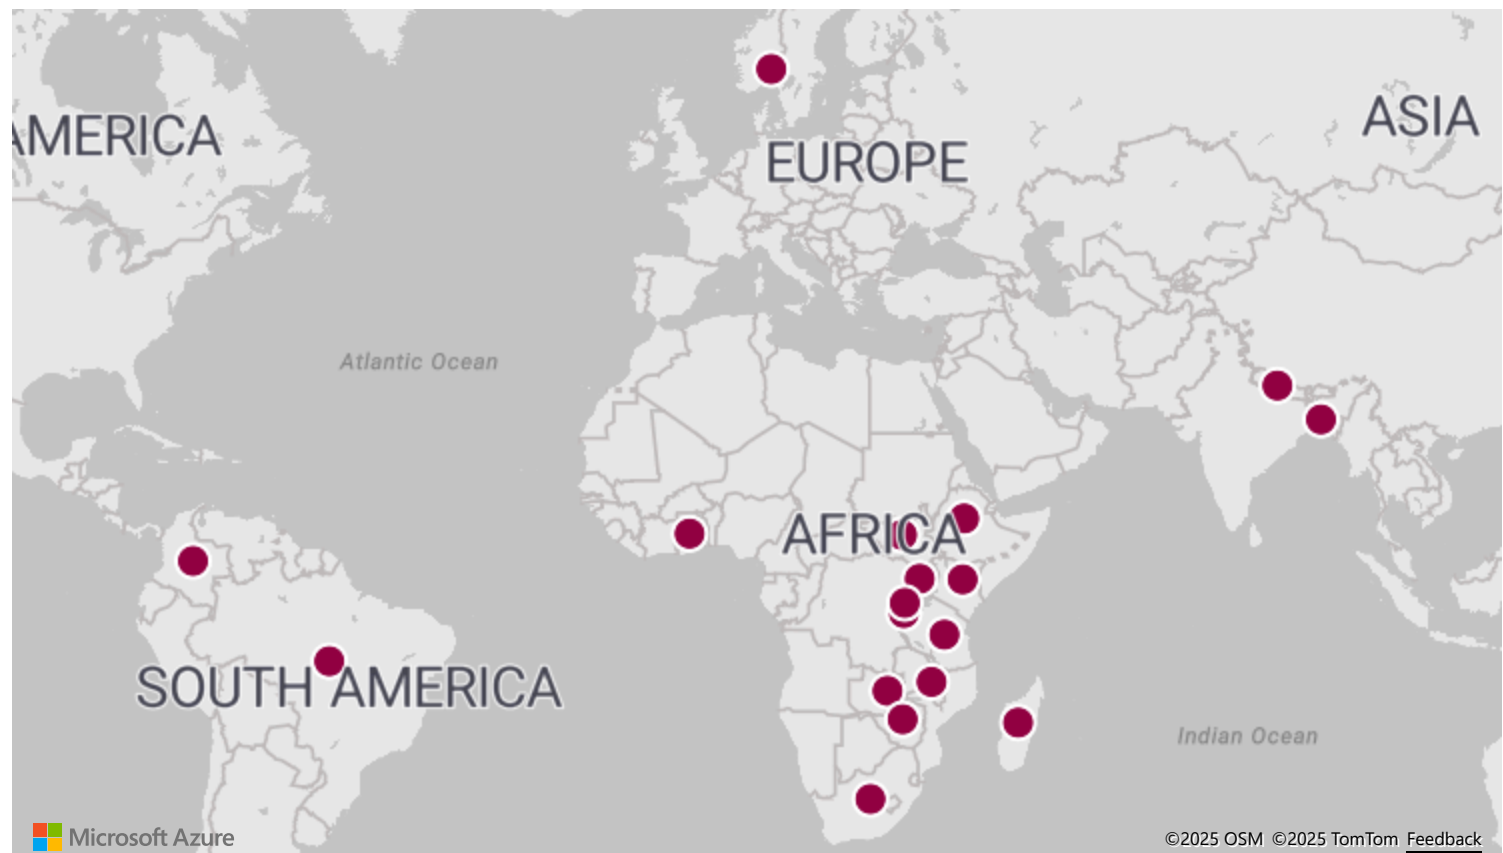 AMERICA
ASIA
EUROPE
Atlantic Ocean
AFRICA
SOUTH AMERICA
Indian Ocean
Microsoft Azure
©2025 OSM ©2025 TomTom Feedback